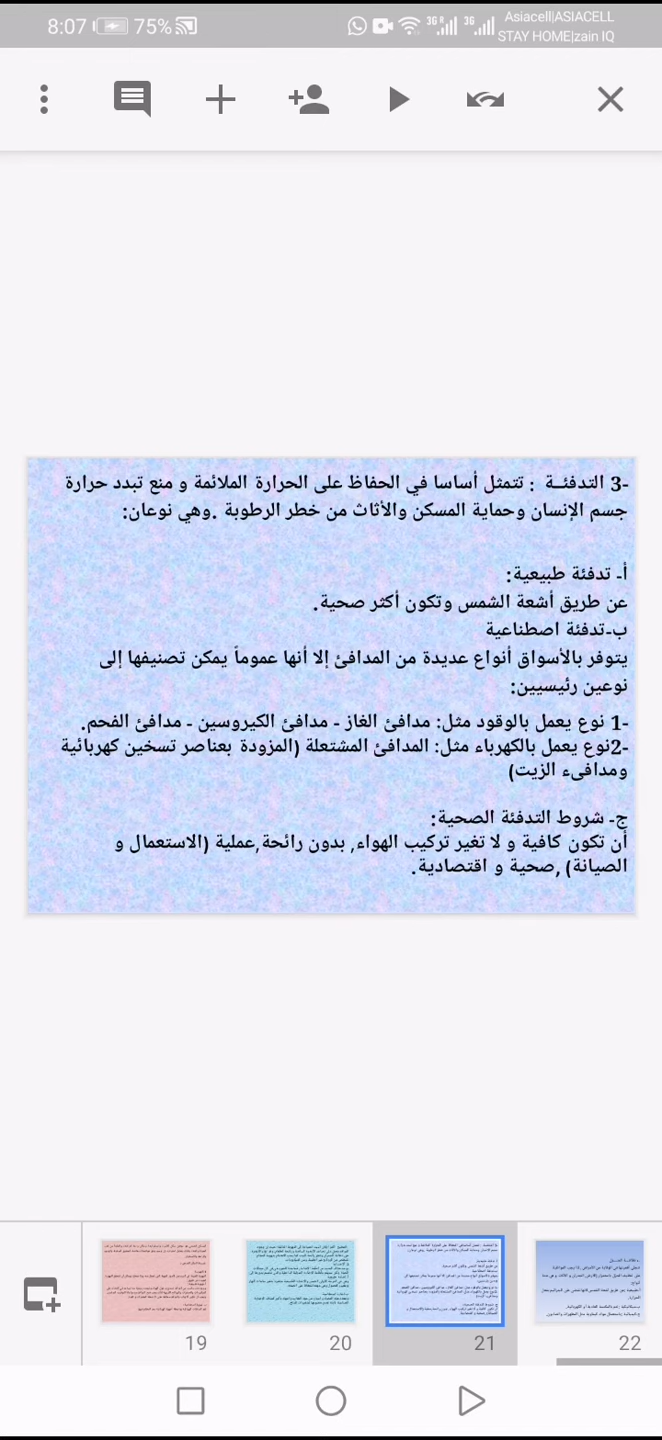 8:07
75%
3G R
3G
Asiacell|ASIACELL
STAY HOME|zain IQ
-3 التدفئــة : تتمثل أساسا في الحفاظ على الحرارة الملائمة و منع تبدد حرارة
جسم الإنسان وحماية المسكن والأثاث من خطر الرطوبة .وهي نوعان:
أ- تدفئة طبيعية:
عن طريق أشعة الشمس وتكون أكثر صحية.
ب-تدفئة اصطناعية
يتوفر بالأسواق أنواع عديدة من المدافئ إلا أنها عموماً يمكن تصنيفها إلى
نوعين رئيسيين:
-1 نوع يعمل بالوقود مثل: مدافئ الغاز - مدافئ الكيروسين - مدافئ الفحم.
-2نوع يعمل بالكهرباء مثل: المدافئ المشتعلة (المزودة بعناصر تسخين كهربائية
ومدافىء الزيت)
ج- شروط التدفئة الصحية:
أن تكون كافية و لا تغير تركيب الهواء, بدون رائحة,عملية (الاستعمال و
الصيانة) ,صحية و اقتصادية.
19
20
21
22